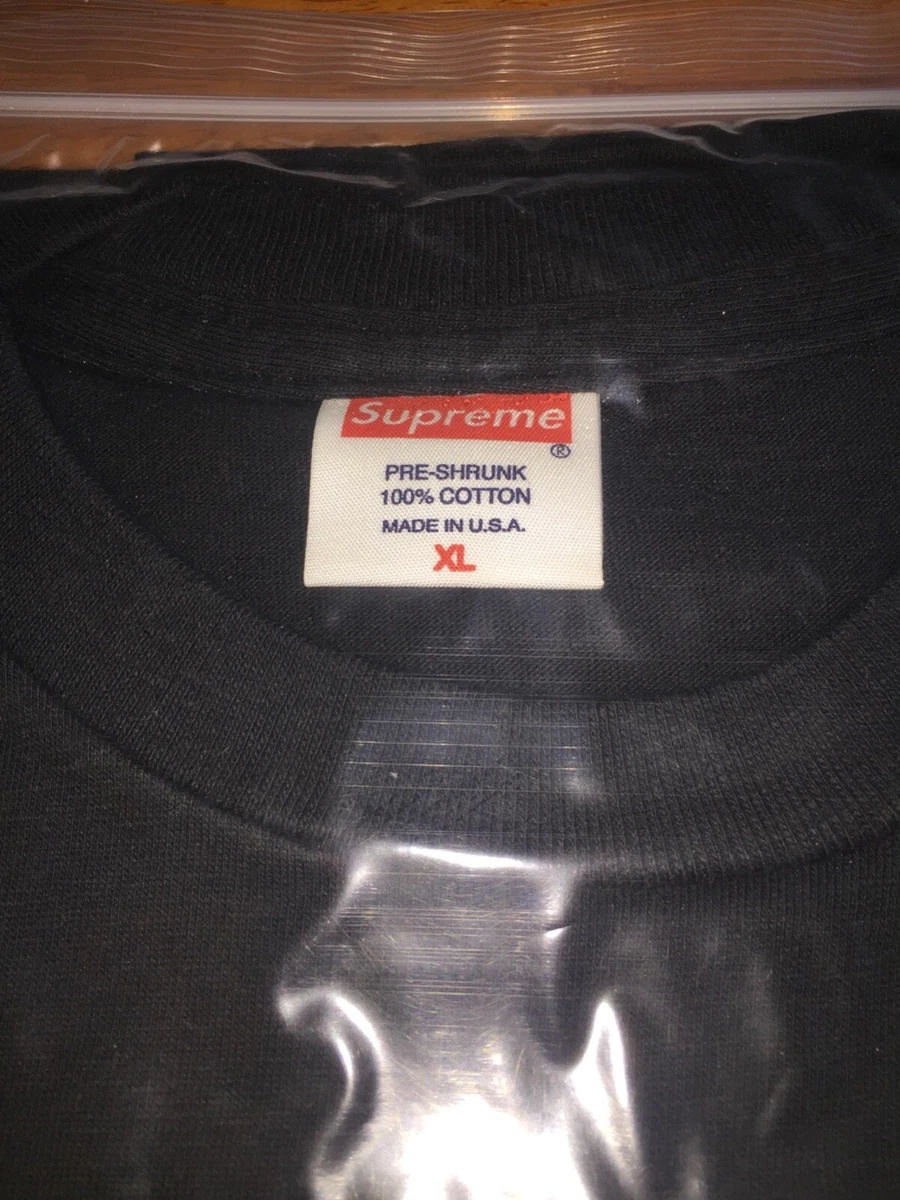 Supreme
®
PRE-SHRUNK
100% COTTON
MADE IN U.S.A.
XL